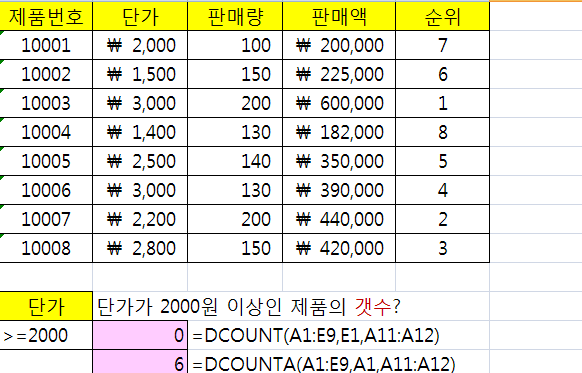 제품번호 단가 판매량 판매액 순위
10001 ₩ 2,000 100 ₩ 200,000 7
10002 ₩ 1,500 150 ₩ 225,000 6
10003 ₩ 3,000 200 ₩ 600,000 1
10004 ₩ 1,400 130 ₩ 182,000 8
10005 ₩ 2,500 140 ₩ 350,000 5
10006 ₩ 3,000 130 ₩ 390,000 4
10007 ₩ 2,200 200 ₩ 440,000 2
10008 ₩ 2,800 150 ₩ 420,000 3
단가 단가가 2000원 이상인 제품의 갯수?
>=2000 0 =DCOUNT(A1:E9,E1,A11:A12)
6 =DCOUNTA(A1:E9,A1,A11:A12)